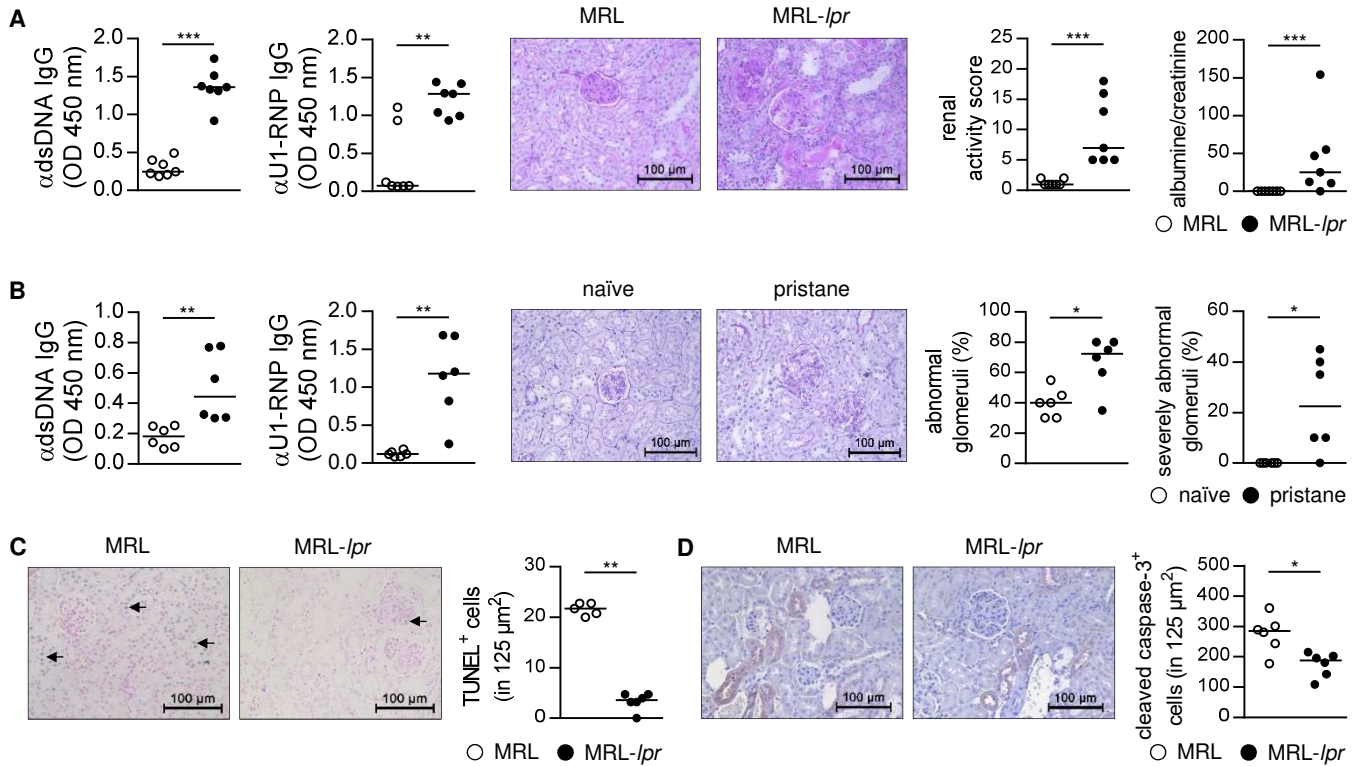 A
αdsDNA IgG
(OD 450 nm)
2.0
1.5
1.0
0.5
0.0
***
αU1-RNP IgG
(OD 450 nm)
2.0
1.5
1.0
0.5
0.0
**
MRL
100 µm
MRL-lpr
100 µm
renal
activity score
25
20
15
10
5
0
***
albumine/creatinine
200
150
100
50
0
***
MRL
MRL-lpr
B
αdsDNA IgG
(OD 450 nm)
1.0
0.8
0.6
0.4
0.2
0.0
**
αU1-RNP IgG
(OD 450 nm)
2.0
1.5
1.0
0.5
0.0
**
naïve
100 µm
pristane
100 µm
abnormal
glomeruli (%)
100
80
60
40
20
0
*
severely abnormal
glomeruli (%)
60
40
20
0
*
naïve
pristane
C
MRL
100 µm
MRL-lpr
100 µm
TUNEL+ cells
(in 125 µm2)
30
20
10
0
**
MRL
MRL-lpr
D
MRL
100 µm
MRL-lpr
100 µm
cleaved caspase-3+
cells (in 125 µm2)
500
400
300
200
100
0
*
MRL
MRL-lpr